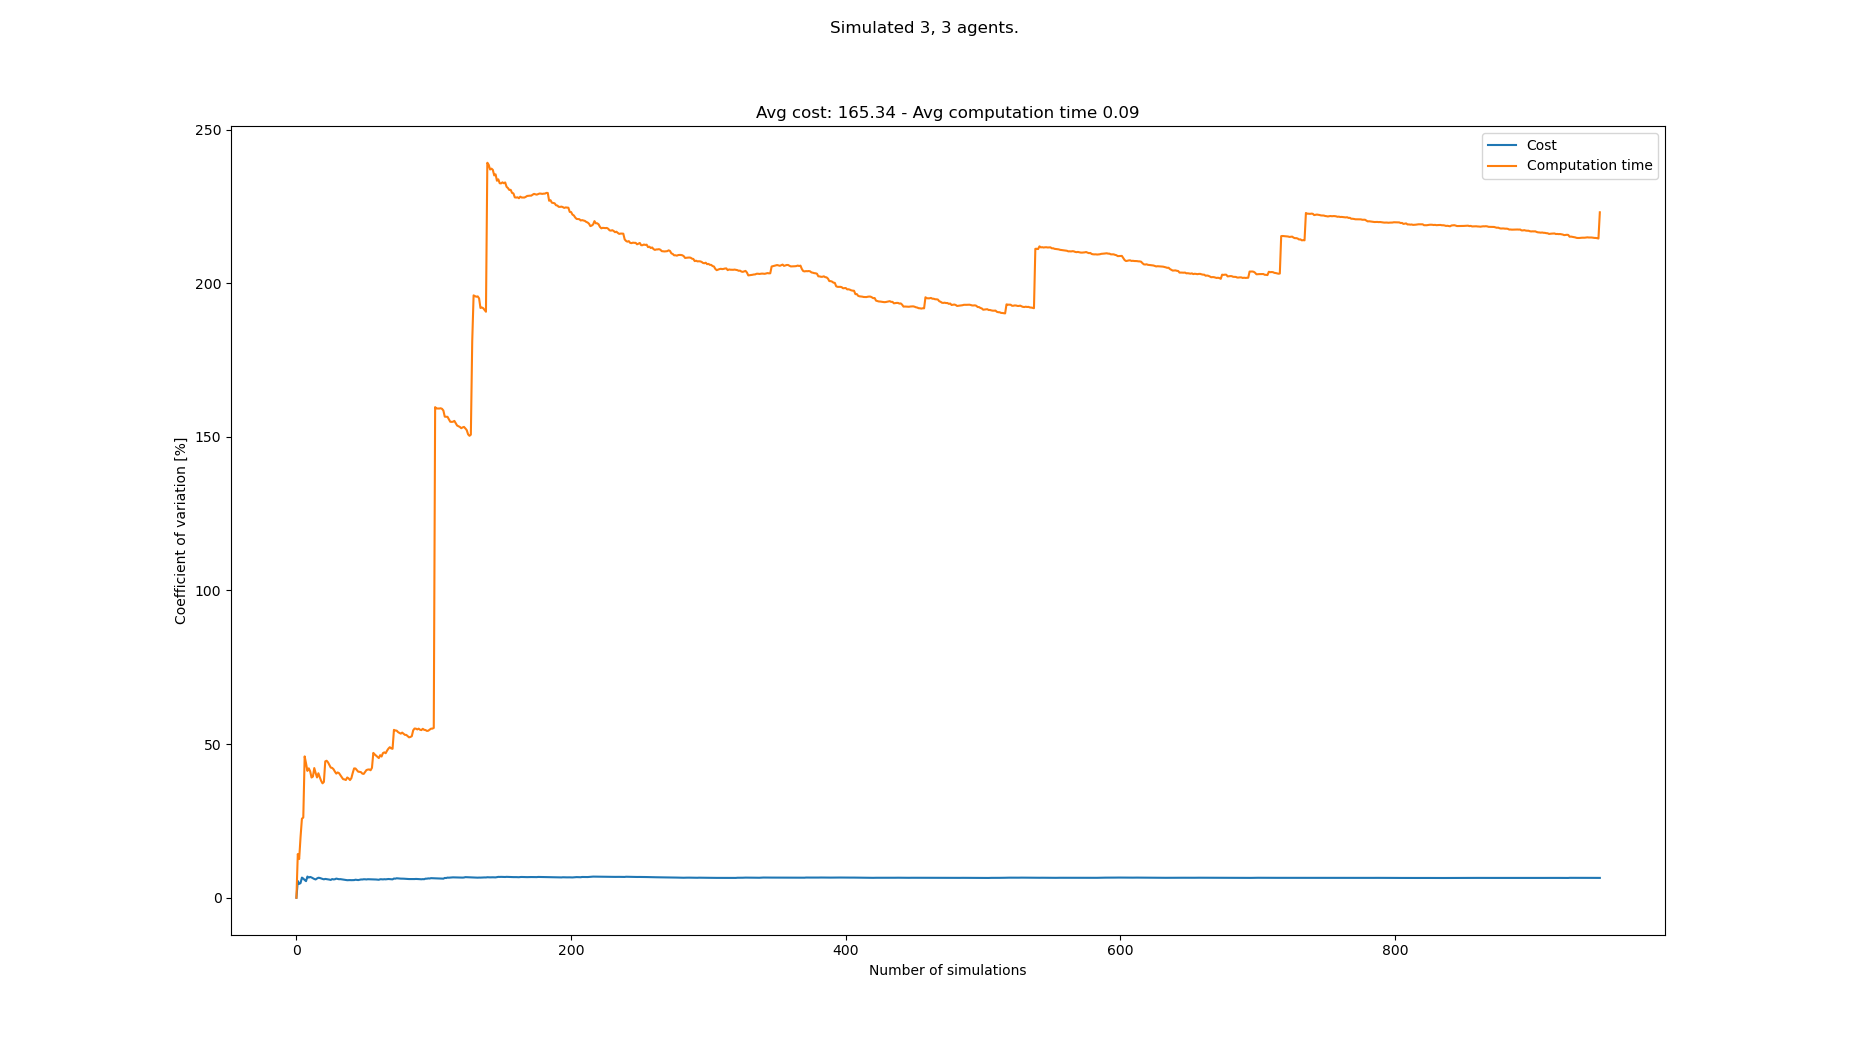 Simulated 3, 3 agents.
Avg cost: 165.34 - Avg computation time 0.09
Cost
Computation time
250
200
150
100
50
0
Coefficient of variation [%]
0 200 400 600 800
Number of simulations